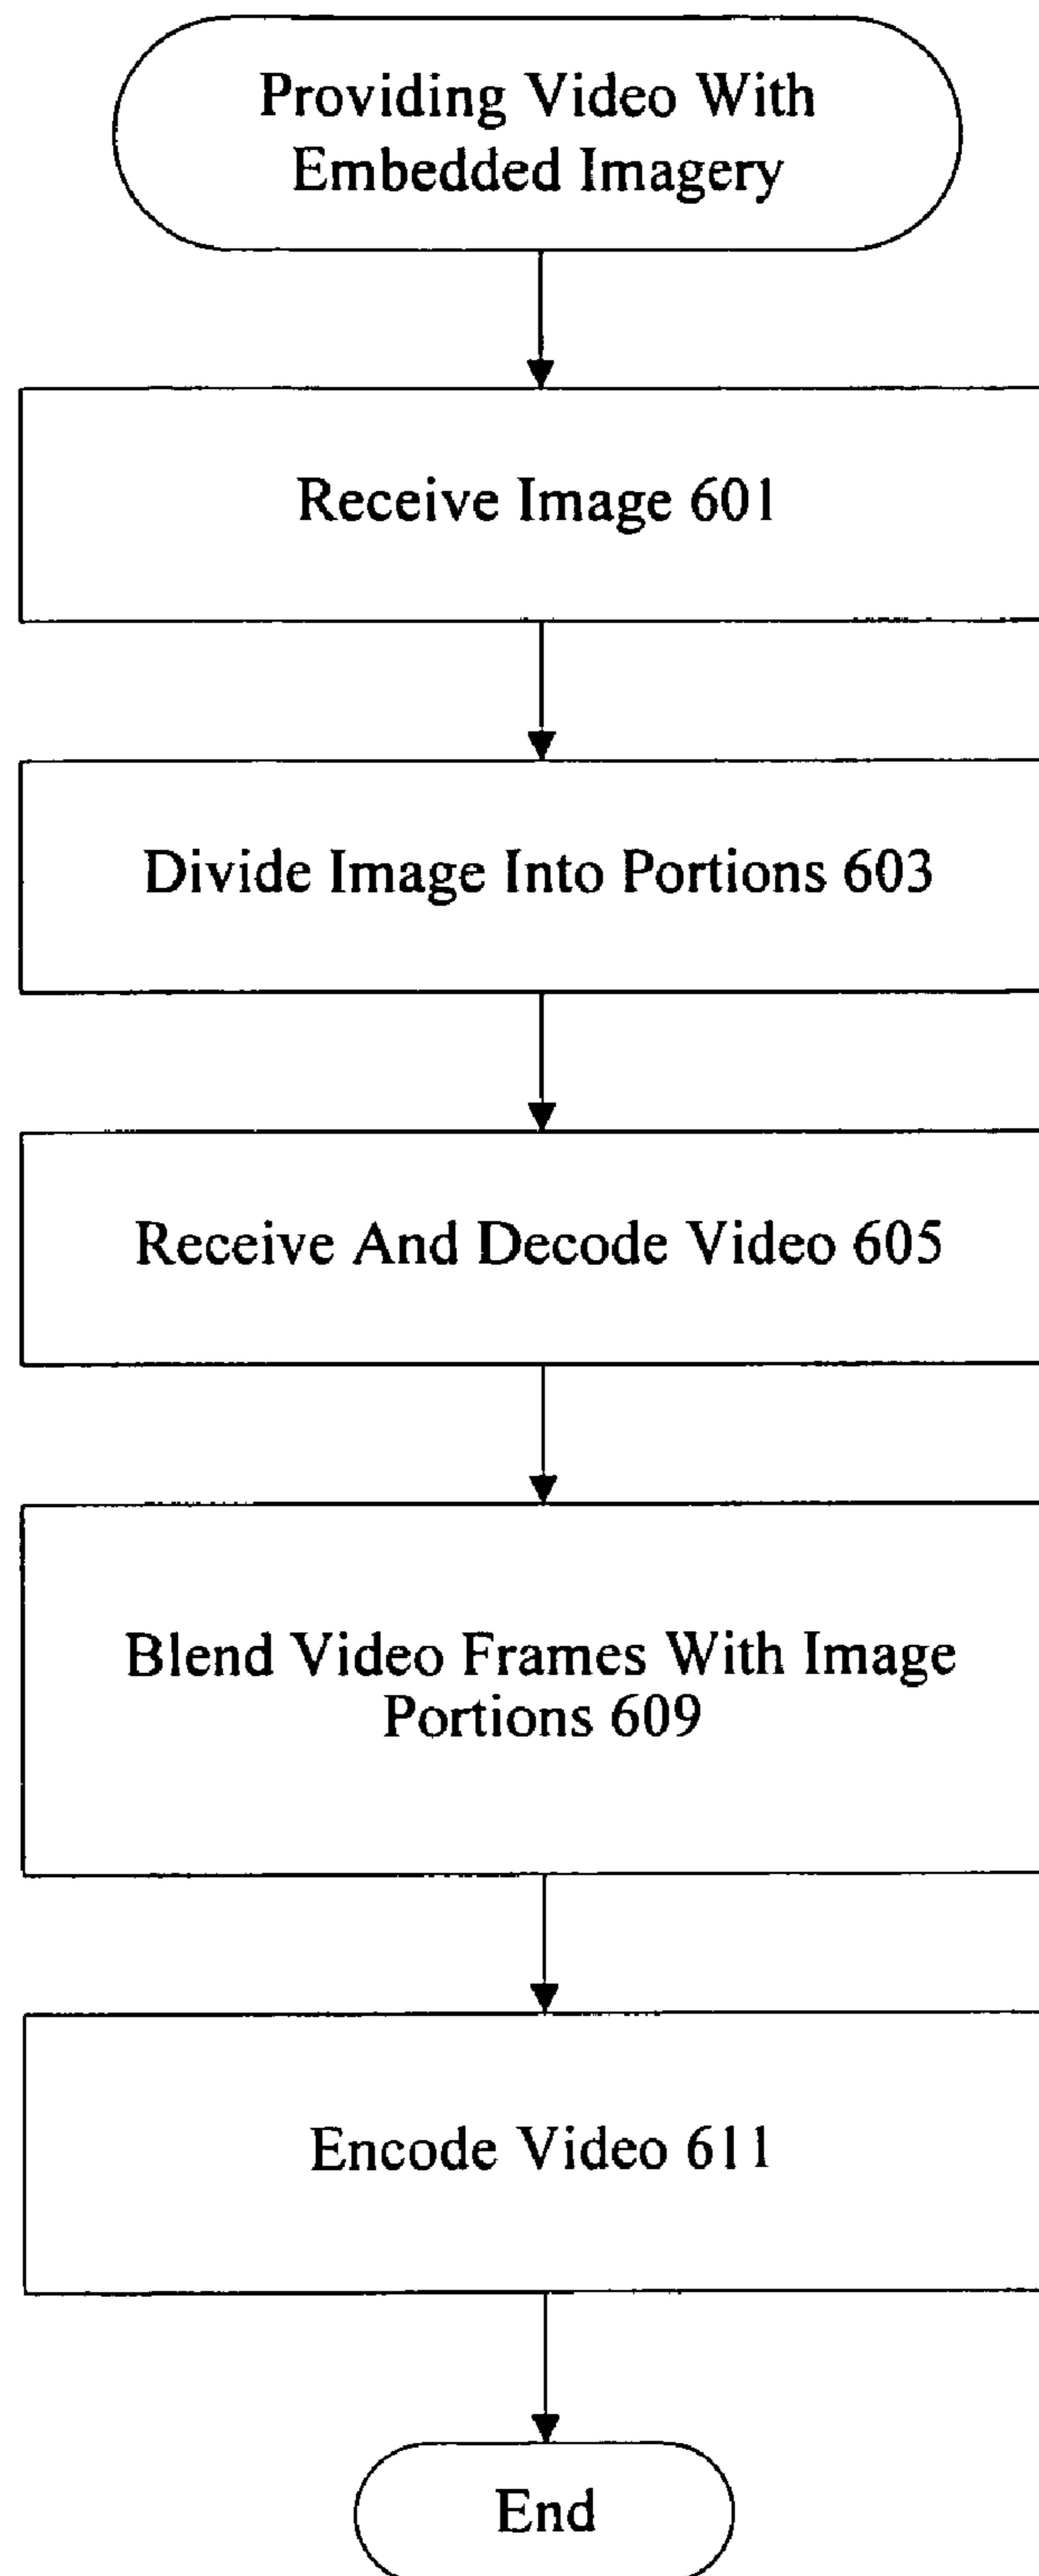 Providing Video With
Embedded Imagery
Receive Image 601
Divide Image Into Portions 603
Receive And Decode Video 605
Blend Video Frames With Image
Portions 609
Encode Video 611
End